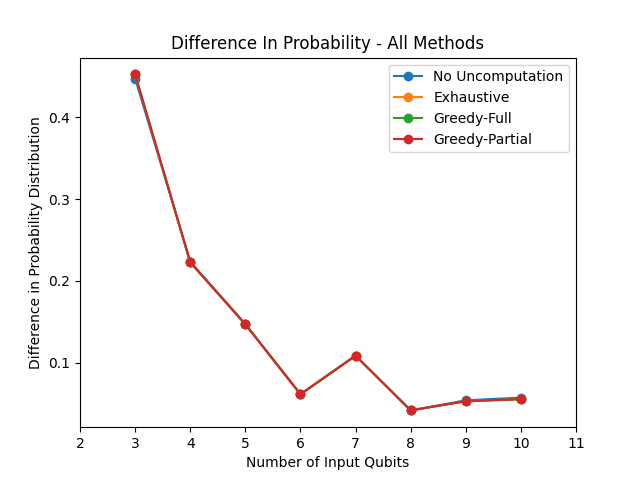 Difference In Probability - All Methods
No Uncomputation
Exhaustive
Greedy-Full
Greedy-Partial
Difference in Probability Distribution
0.4
0.3
0.2
0.1
2 3 4 5 6 7 8 9 10 11
Number of Input Qubits